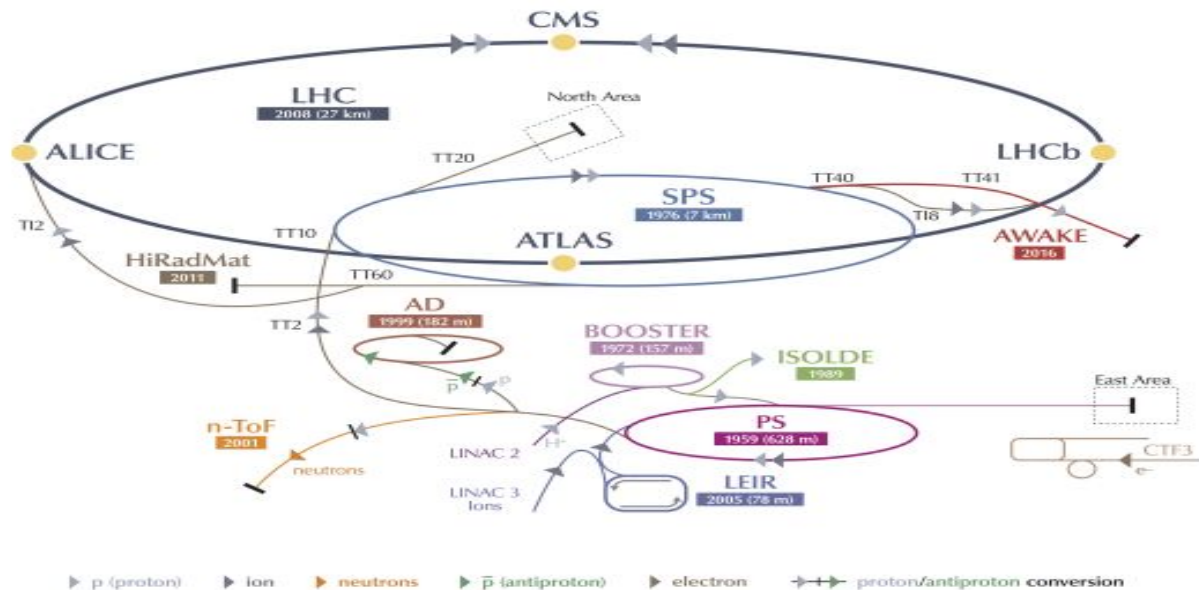 CMS
LHC
2008 (27 km)
North Area
ALICE
TT20
LHCb
TT40
TT41
SPS
1976 (7 km)
TI2
TT10
TI8
ATLAS
AWAKE
2016
HiRadMat
2011
TT60
AD
1999 (182 m)
TT2
BOOSTER
1972 (157 m)
ISOLDE
1989
p̅
p
East Area
n-ToF
2001
PS
1959 (628 m)
LINAC 2
neutrons
CTF3
e-
LINAC 3
Ions
LEIR
2005 (78 m)
p (proton)
ion
neutrons
p̅ (antiproton)
electron
proton/antiproton conversion